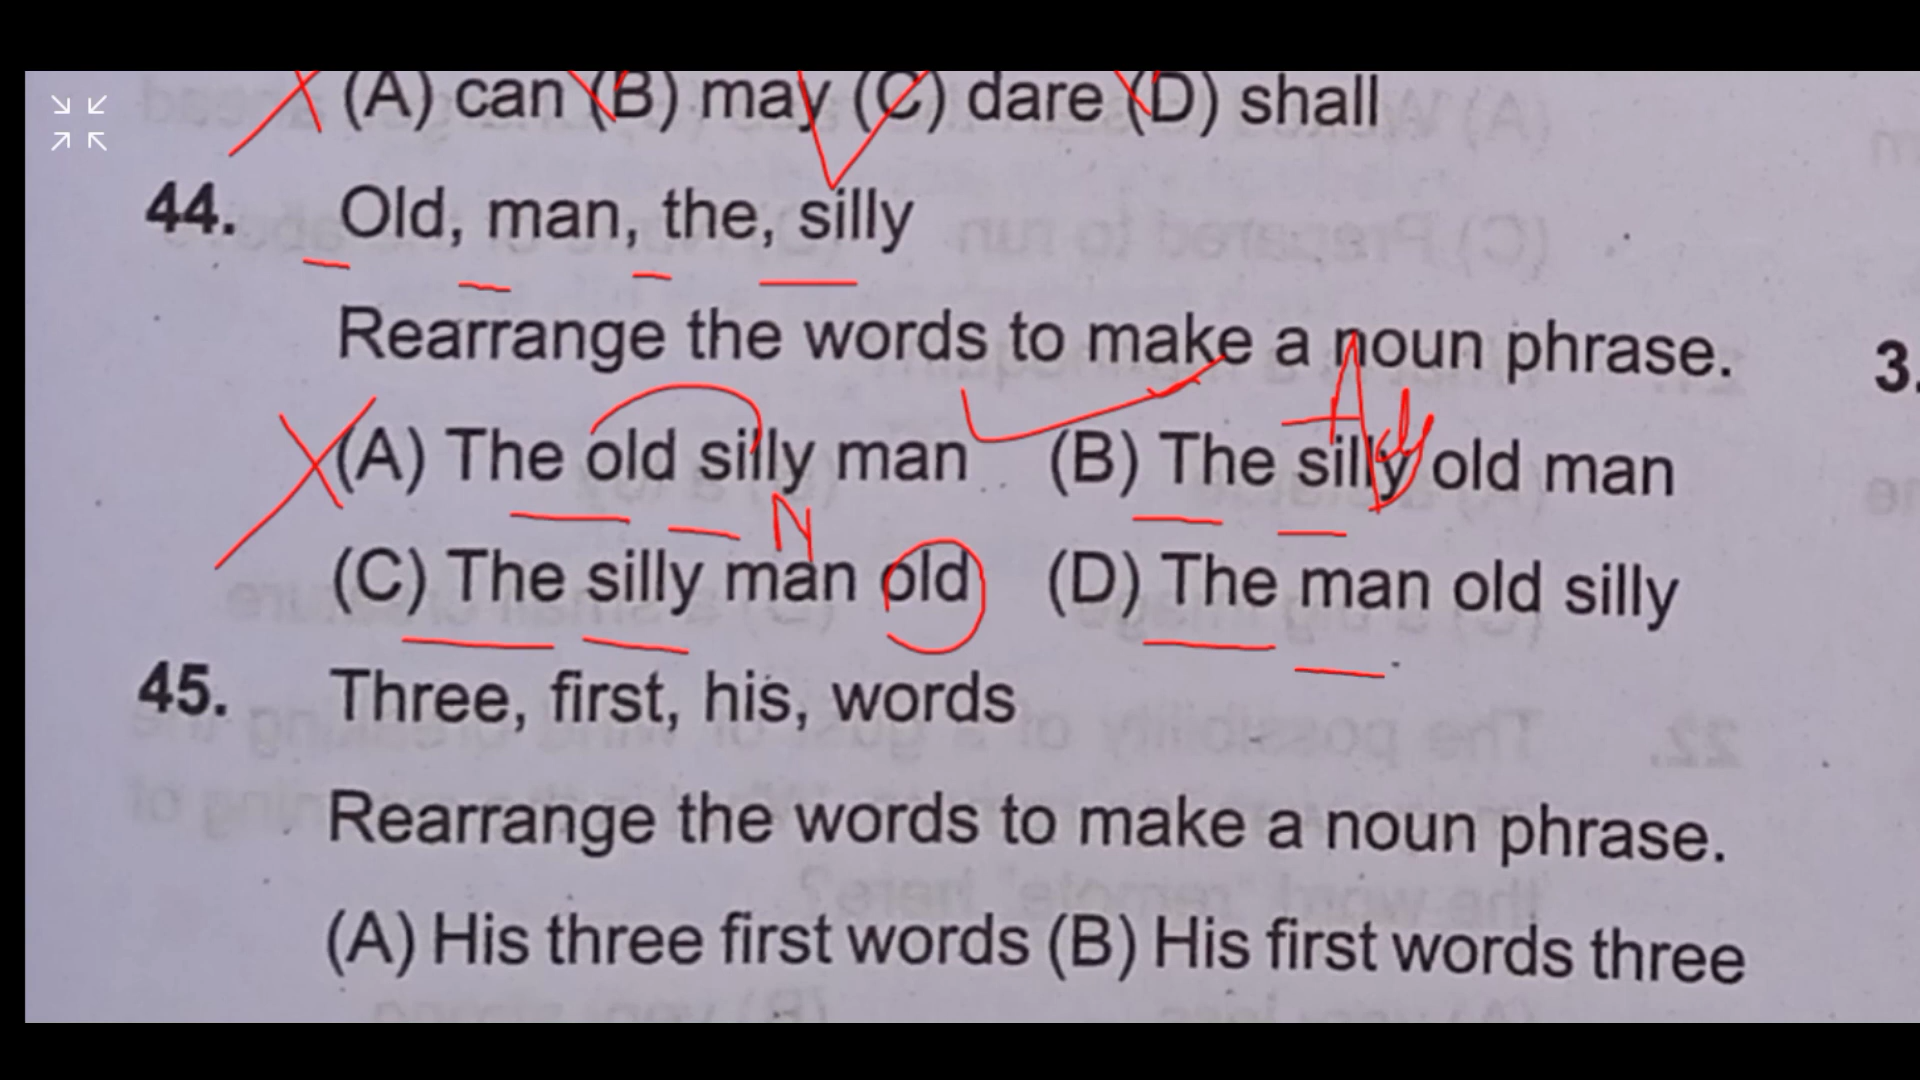 (A) can (B) may (C) dare (D) shall
44. Old, man, the, silly
Rearrange the words to make a noun phrase.
3.
(A) The old silly man (B) The silly old man
N
(C) The silly man old (D) The man old silly
45. Three, first, his, words
Rearrange the words to make a noun phrase.
(A) His three first words (B) His first words three